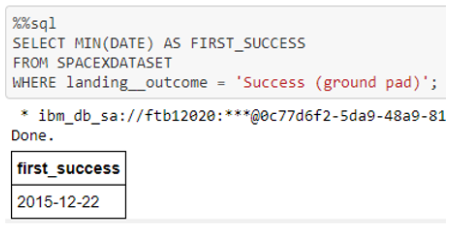 %%sql
SELECT MIN(DATE) AS FIRST_SUCCESS
FROM SPACEXDATASET
WHERE landing__outcome = 'Success (ground pad)';
* ibm_db_sa://ftb12020:***@0c77d6f2-5da9-48a9-81
Done.
first_success
2015-12-22